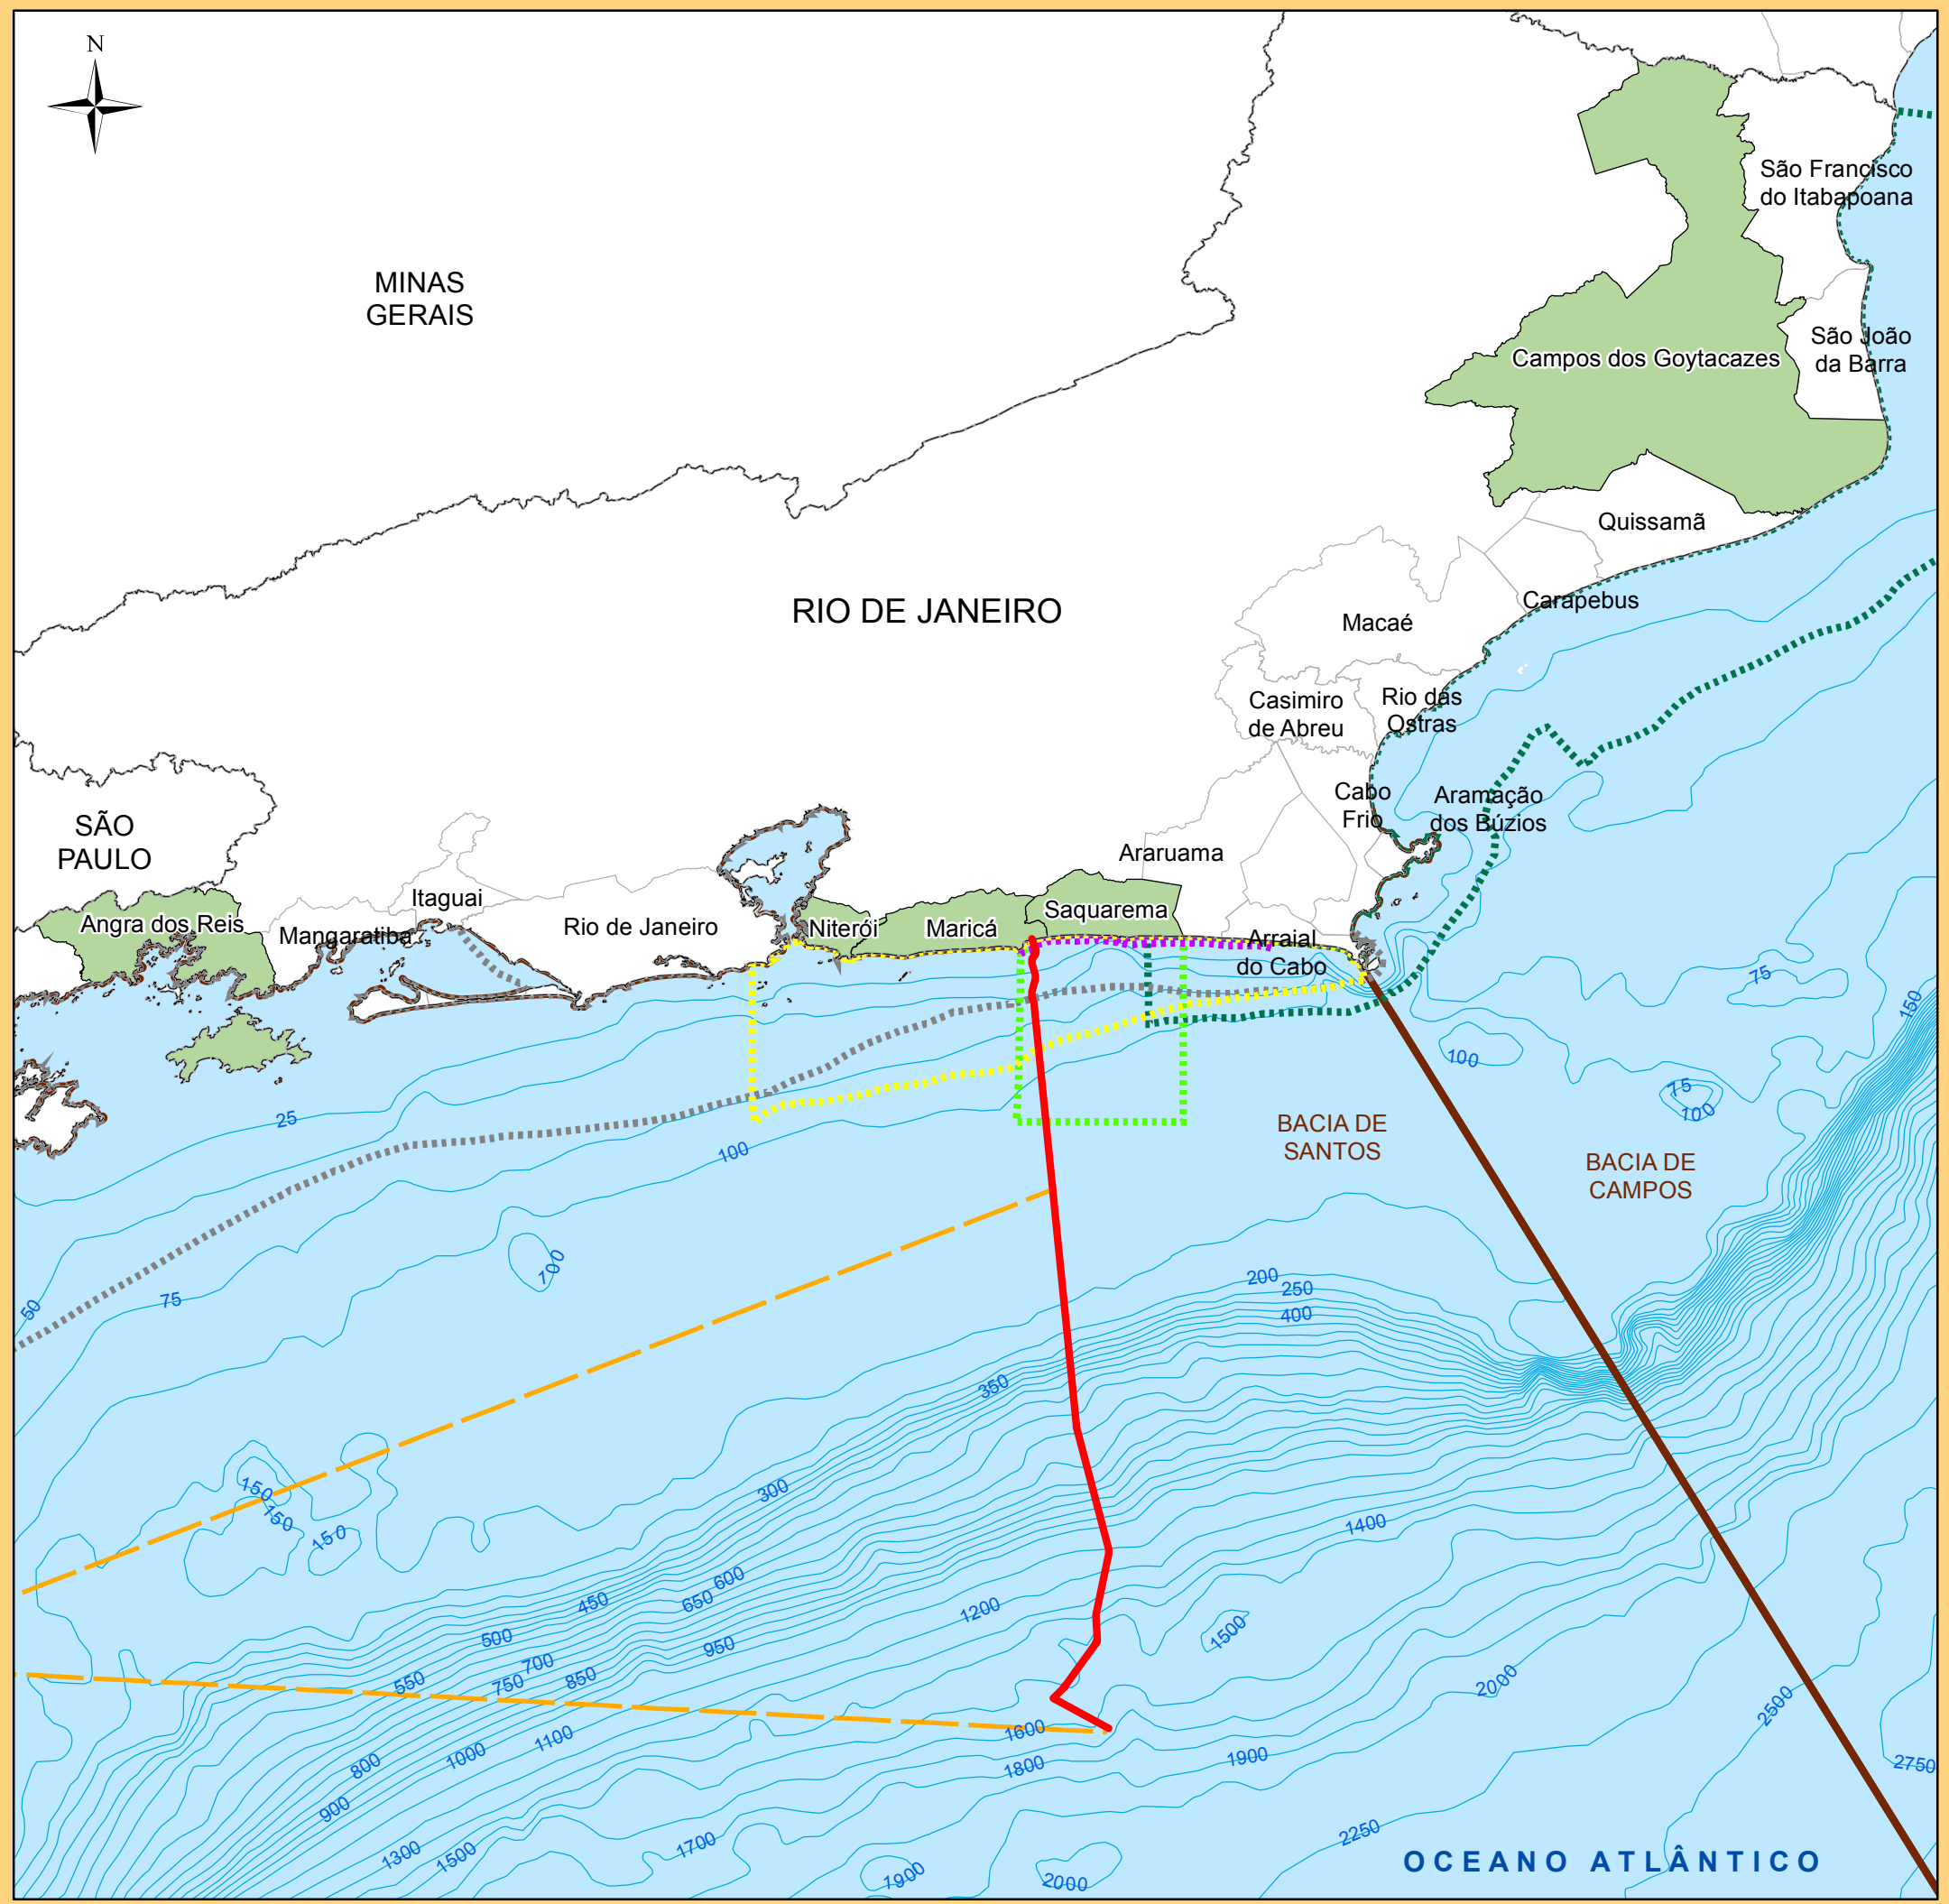 N
São Francisco
do Itabapoana
MINAS
GERAIS
São João
da Barra
Campos dos Goytacazes
Quissamã
Carapebus
RIO DE JANEIRO
Macaé
Casimiro
de Abreu
Rio das
Ostras
Cabo
Frio
Aramação
dos Búzios
SÃO
PAULO
Araruama
Itaguai
Angra dos Reis
Mangaratiba
Rio de Janeiro
Niterói
Maricá
Saquarema
Arraial
do Cabo
75
150
100
75
100
25
100
BACIA DE
SANTOS
BACIA DE
CAMPOS
50
75
100
200
250
400
350
300
150
150
150
1400
450
600
650
1200
1500
500
950
700
850
550
750
2000
2500
1600
1100
1000
800
1800
1900
2750
900
1300
1500
1700
2250
1900
2000
OCEANO ATLÂNTICO